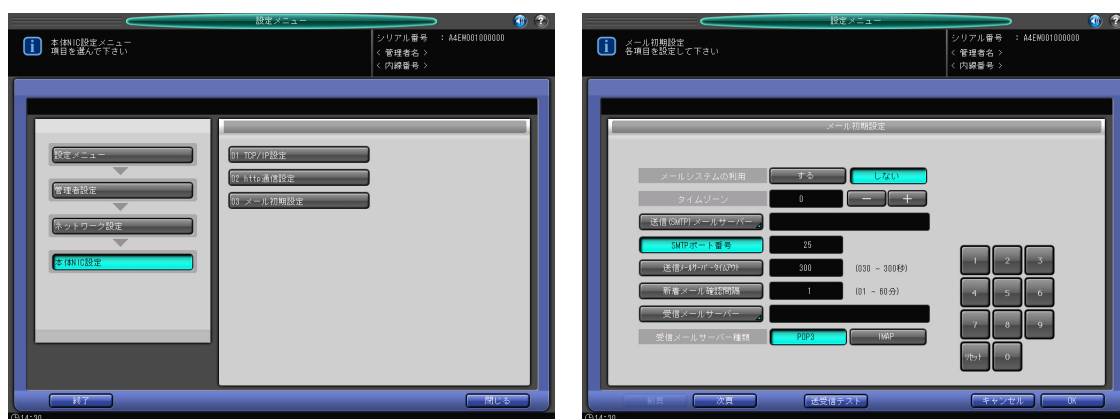 設定メニュー
本体NIC設定メニュー
項目を選んで下さい
シリアル番号 : A4EW001000000
< 管理者名 >
< 内線番号 >
設定メニュー
管理者設定
ネットワーク設定
本体NIC設定
01 TCP/IP設定
02 http通信設定
03 メール初期設定
終了
閉じる
14:30
設定メニュー
メール初期設定
各項目を設定して下さい
シリアル番号 : A4EW001000000
< 管理者名 >
< 内線番号 >
メール初期設定
メールシステムの利用 する しない
タイムゾーン 0 － ＋
送信(SMTP)メールサーバー
SMTPポート番号 25
送信ﾒｰﾙｻｰﾊﾞｰﾀｲﾑｱｳﾄ 300 (030 ~ 300秒)
新着メール確認間隔 1 (01 ~ 60分)
受信メールサーバー
受信メールサーバー種類 POP3 IMAP
1 2 3
4 5 6
7 8 9
ﾘｾｯﾄ 0
前頁
次頁
送受信テスト
キャンセル
OK
14:30